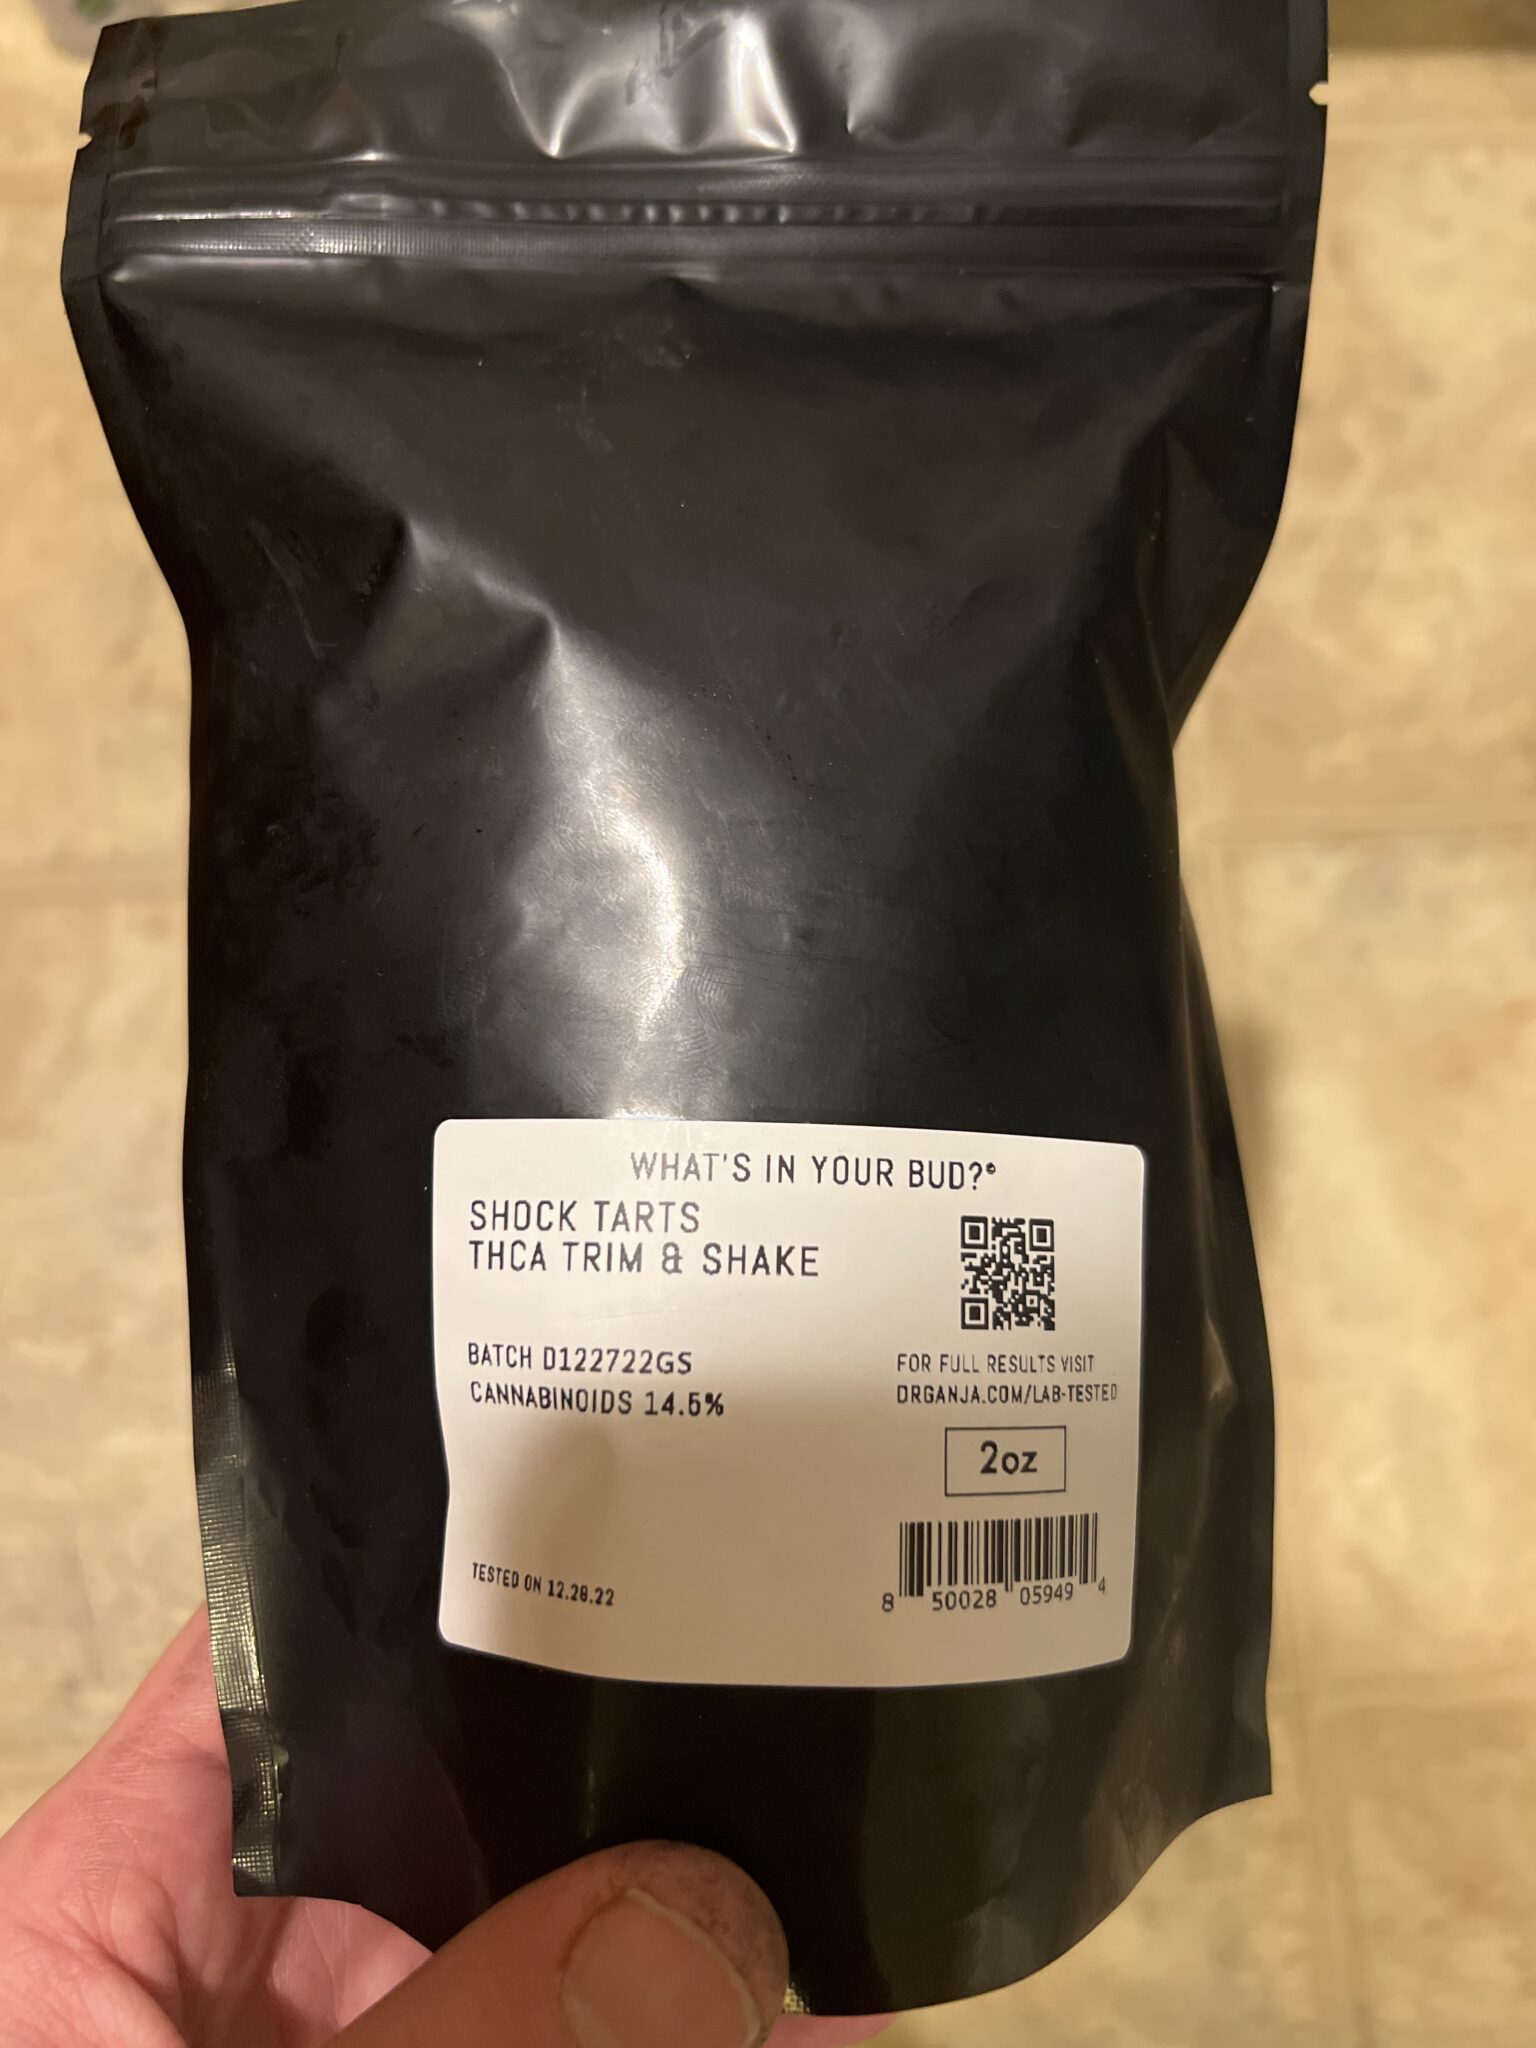 WHAT'S IN YOUR BUD?®
SHOCK TARTS
THCA TRIM & SHAKE
BATCH D122722GS
CANNABINOIDS 14.5%
FOR FULL RESULTS VISIT
DRGANJA.COM/LAB-TESTED
2oz
TESTED ON 12.28.22
8 50028 05949 4